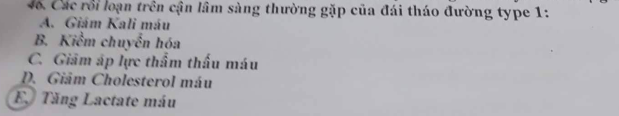 46. Các rối loạn trên cận lâm sàng thường gặp của đái tháo đường type 1:
A. Giảm Kali máu
B. Kiềm chuyển hóa
C. Giảm áp lực thẩm thấu máu
D. Giảm Cholesterol máu
E. Tăng Lactate máu